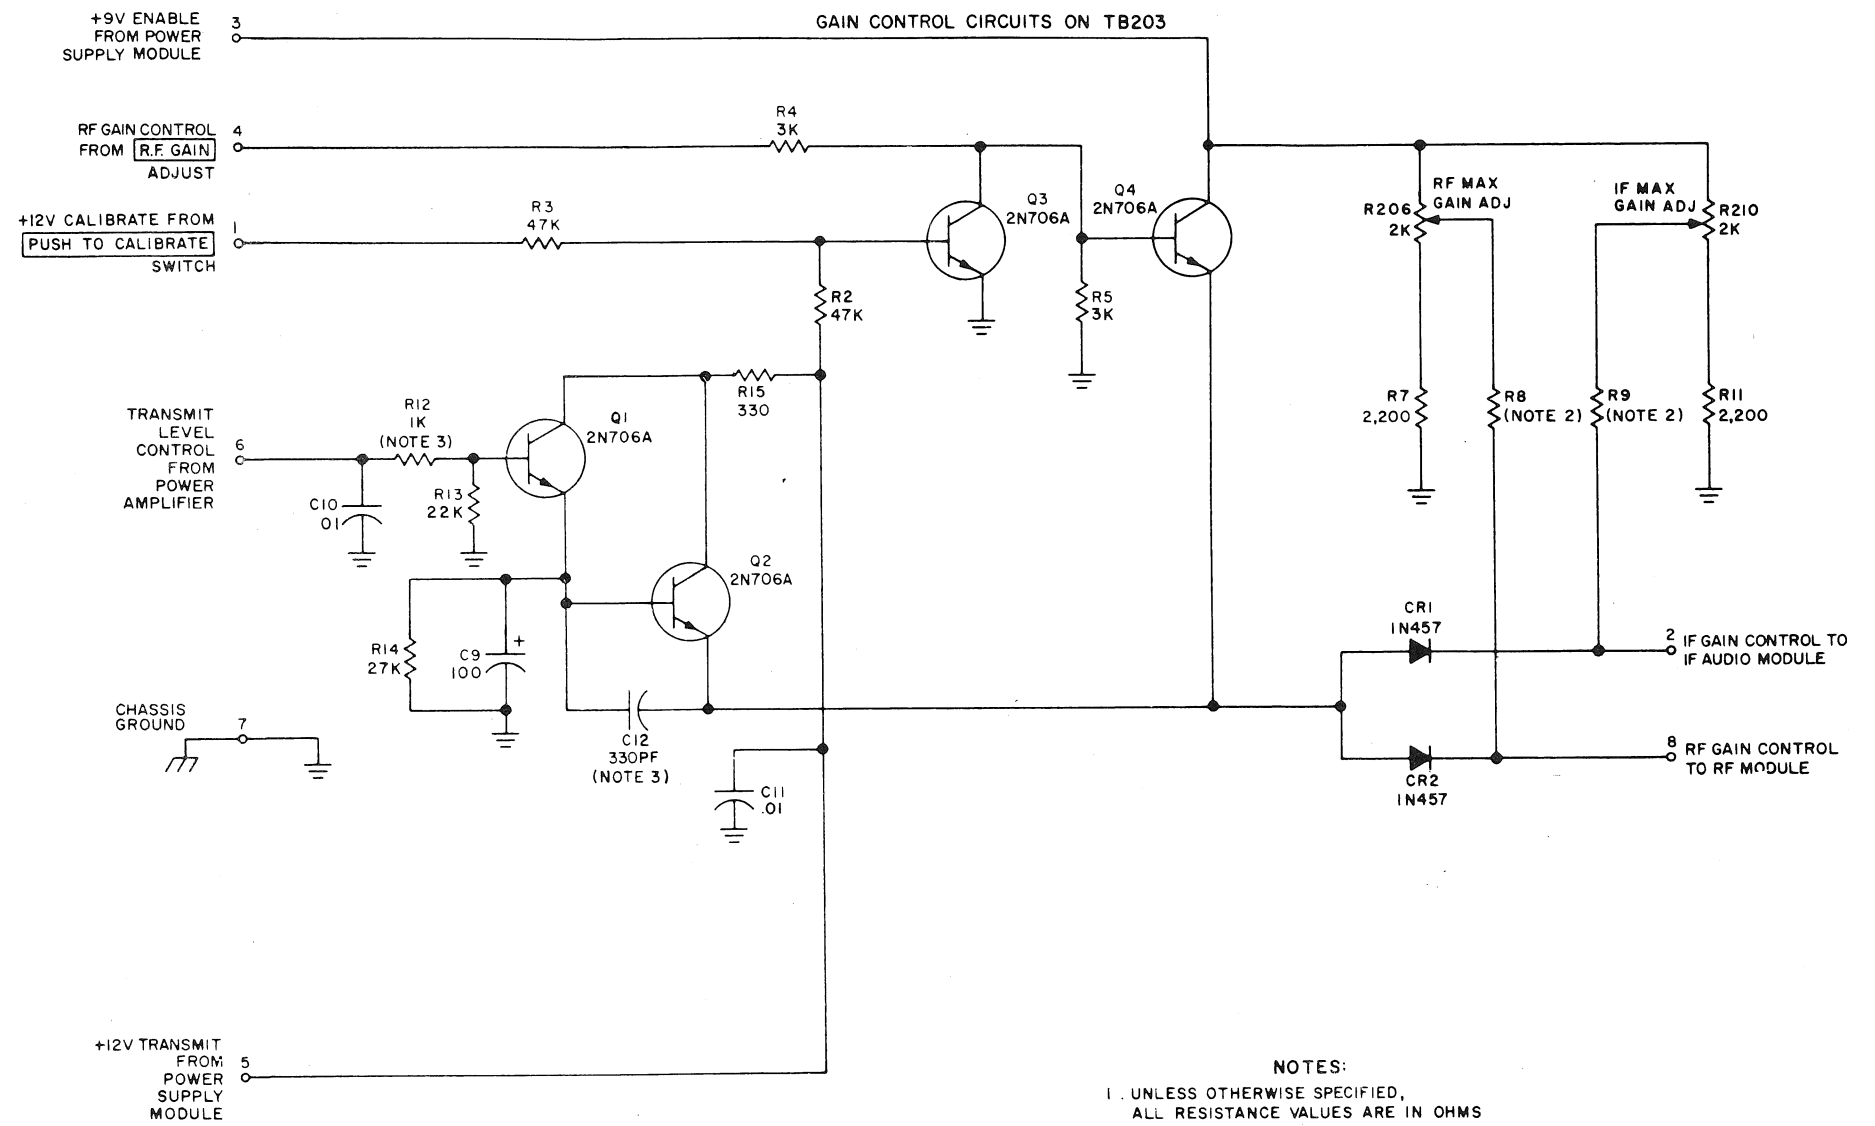 GAIN CONTROL CIRCUITS ON TB203
+9V ENABLE
FROM POWER
SUPPLY MODULE
3
RF GAIN CONTROL
FROM R.F. GAIN
ADJUST
4
R4
3K
+12V CALIBRATE FROM
PUSH TO CALIBRATE
SWITCH
1
R3
47K
Q3
2N706A
Q4
2N706A
RF MAX
GAIN ADJ
R206
2K
IF MAX
GAIN ADJ
R210
2K
R2
47K
R5
3K
R15
330
R7
2,200
R8
(NOTE 2)
R9
(NOTE 2)
R11
2,200
TRANSMIT
LEVEL
CONTROL
FROM
POWER
AMPLIFIER
6
R12
1K
(NOTE 3)
Q1
2N706A
C10
.01
R13
22K
Q2
2N706A
R14
27K
C9
100
+
CR1
1N457
2
IF GAIN CONTROL TO
IF AUDIO MODULE
CHASSIS
GROUND
7
C12
330PF
(NOTE 3)
C11
.01
CR2
1N457
8
RF GAIN CONTROL
TO RF MODULE
+12V TRANSMIT
FROM
POWER
SUPPLY
MODULE
5
NOTES:
1. UNLESS OTHERWISE SPECIFIED,
ALL RESISTANCE VALUES ARE IN OHMS